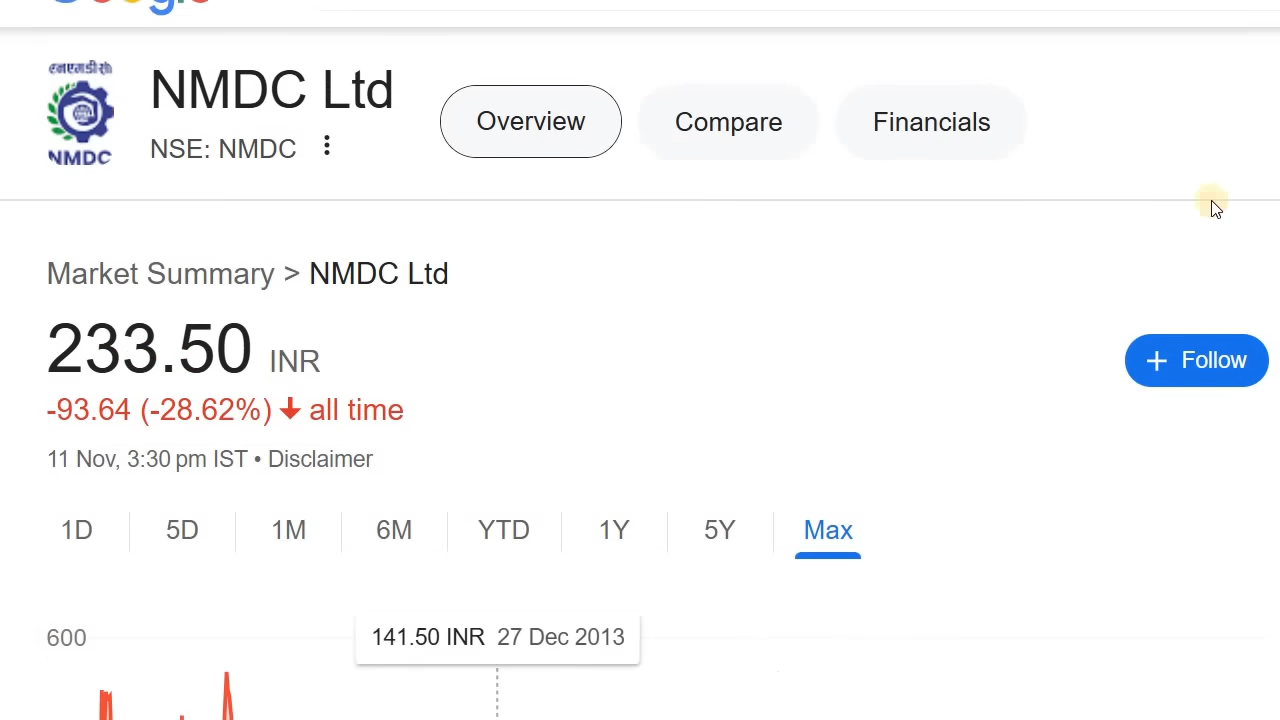 एनएमडीसी
NMDC
NMDC Ltd
NSE: NMDC
Overview
Compare
Financials
Market Summary > NMDC Ltd
233.50 INR
-93.64 (-28.62%) all time
11 Nov, 3:30 pm IST • Disclaimer
+ Follow
1D 5D 1M 6M YTD 1Y 5Y Max
600
141.50 INR 27 Dec 2013